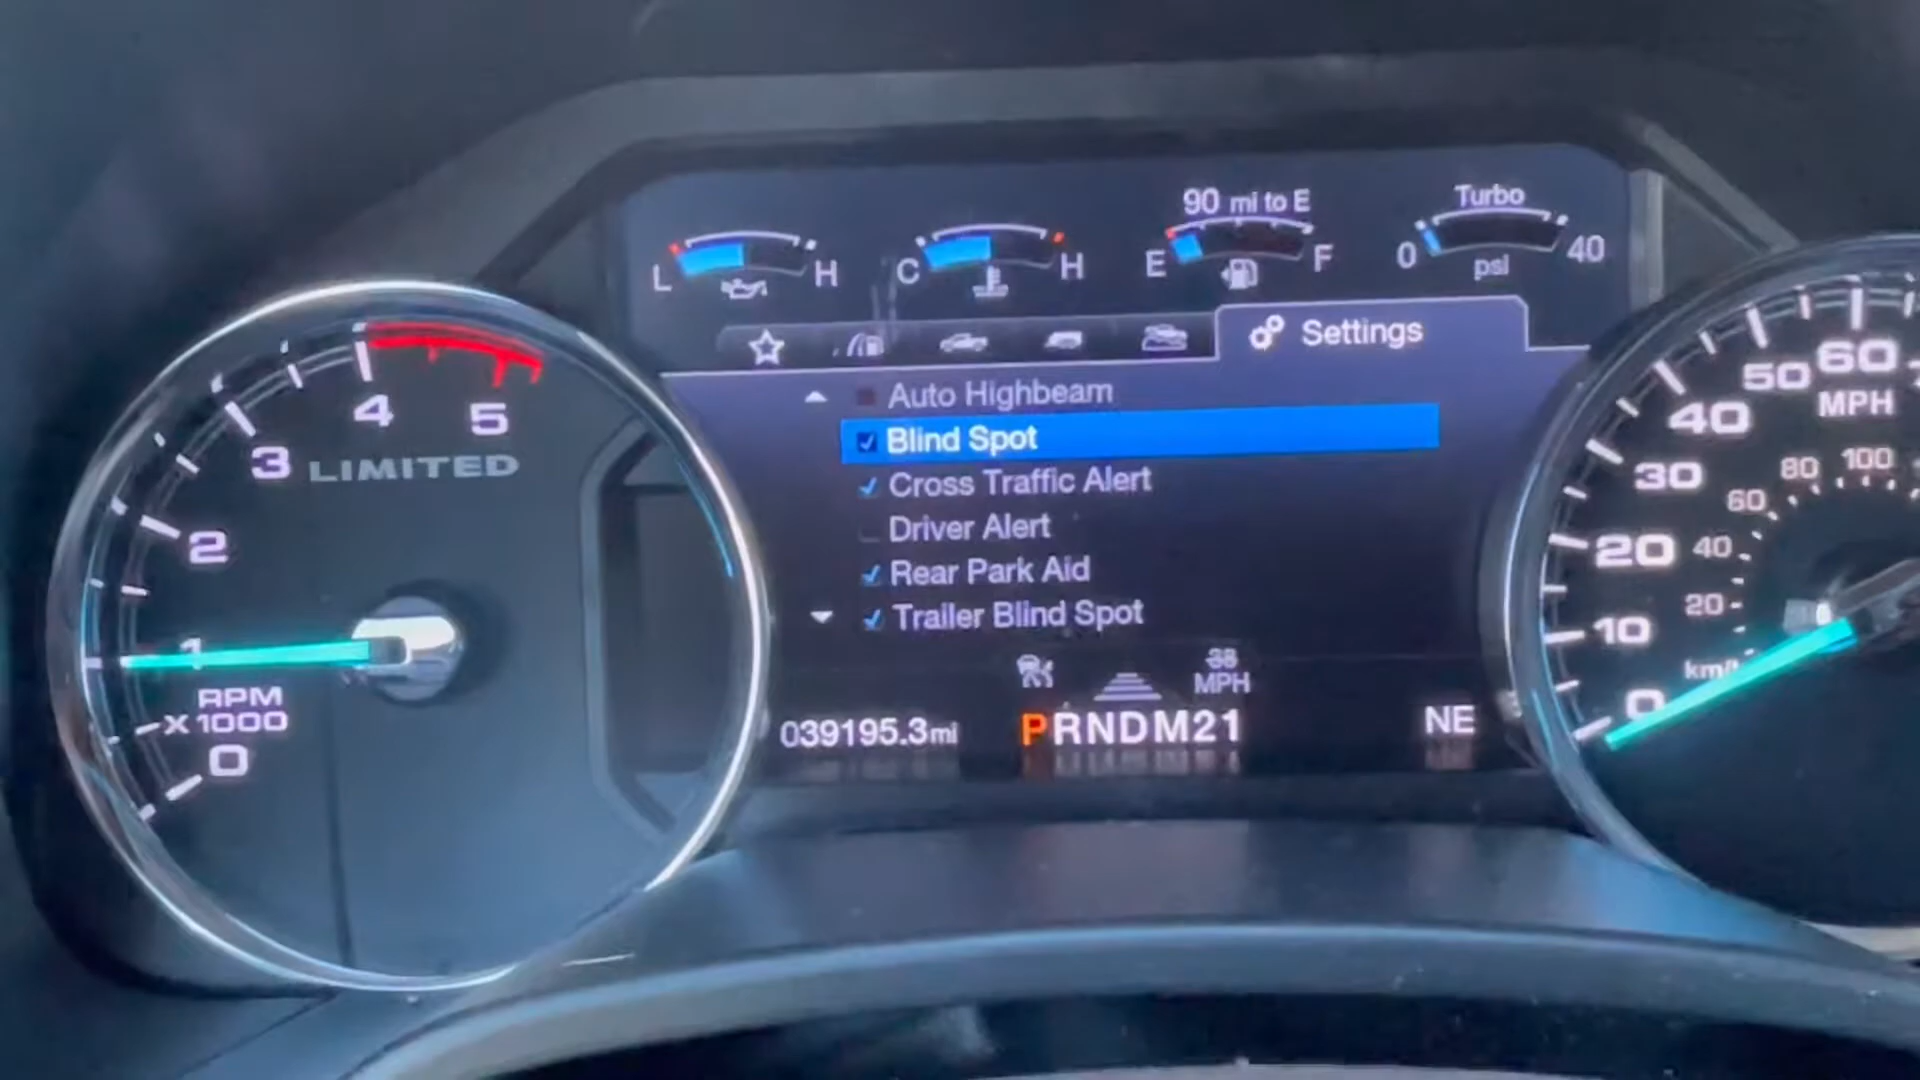 90 mi to E
Turbo
L H
C H
E F
0 40
psi
Settings
Auto Highbeam
Blind Spot
Cross Traffic Alert
Driver Alert
Rear Park Aid
Trailer Blind Spot
38
MPH
039195.3mi
PRNDM21
NE
5
4
3
LIMITED
2
1
RPM
X 1000
0
60
50
MPH
40
30
20
10
0
100
80
60
40
20